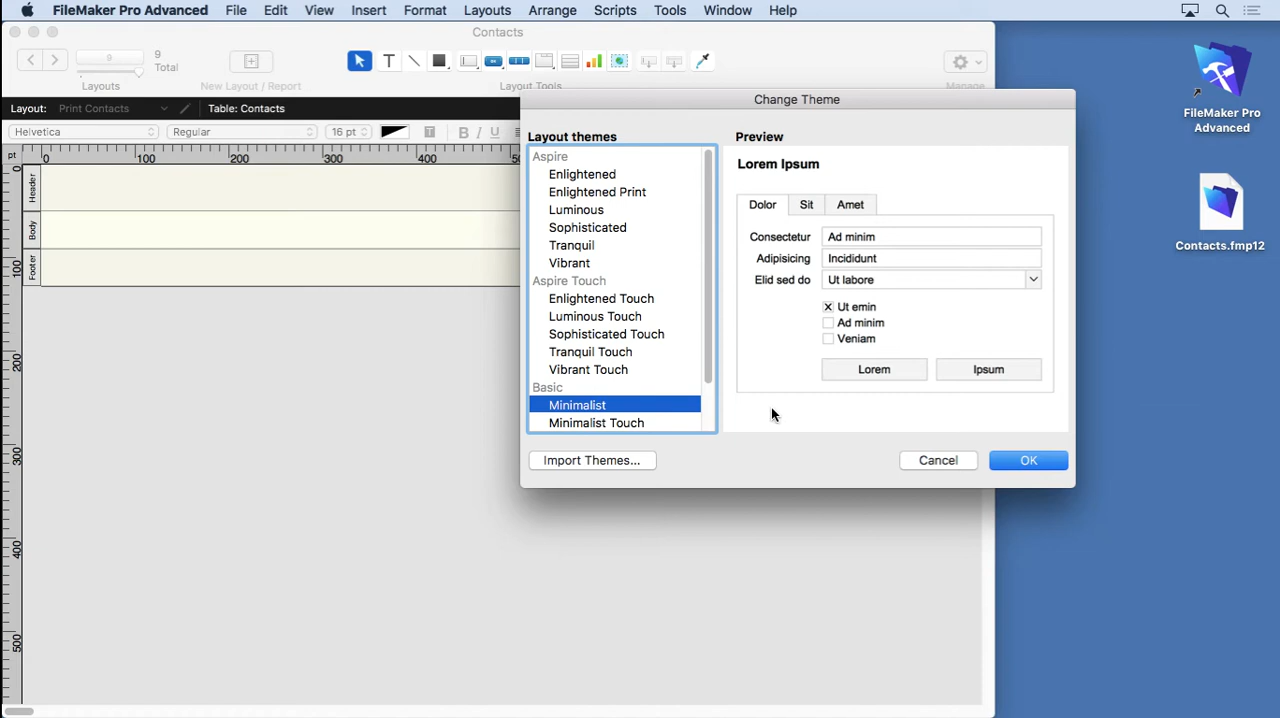 FileMaker Pro Advanced File Edit View Insert Format Layouts Arrange Scripts Tools Window Help
Contacts
0
9
Total
Layouts
New Layout / Report
Layout Tools
Manage
Layout: Print Contacts Table: Contacts
Helvetica Regular 16 pt B I U
pt 0 100 200 300 400
0
100
200
300
400
500
Header
Body
Footer
Change Theme
Layout themes
Aspire
Enlightened
Enlightened Print
Luminous
Sophisticated
Tranquil
Vibrant
Aspire Touch
Enlightened Touch
Luminous Touch
Sophisticated Touch
Tranquil Touch
Vibrant Touch
Basic
Minimalist
Minimalist Touch
Preview
Lorem Ipsum
Dolor Sit Amet
Consectetur Ad minim
Adipisicing Incididunt
Elid sed do Ut labore
Ut emin
Ad minim
Veniam
Lorem Ipsum
Import Themes... Cancel OK
FileMaker Pro
Advanced
Contacts.fmp12